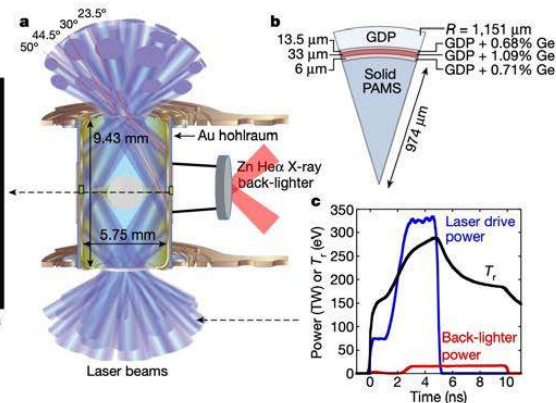 a
50°
44.5°
30°
23.5°
9.43 mm
5.75 mm
Au hohlraum
Zn Heα X-ray
back-lighter
Laser beams
b
R = 1,151 μm
13.5 μm
33 μm
6 μm
GDP
GDP + 0.68% Ge
GDP + 1.09% Ge
GDP + 0.71% Ge
Solid
PAMS
974 μm
c
Power (TW) or Tr (eV)
350
300
250
200
150
100
50
0
Laser drive
power
Tr
Back-lighter
power
0 2 4 6 8 10
Time (ns)